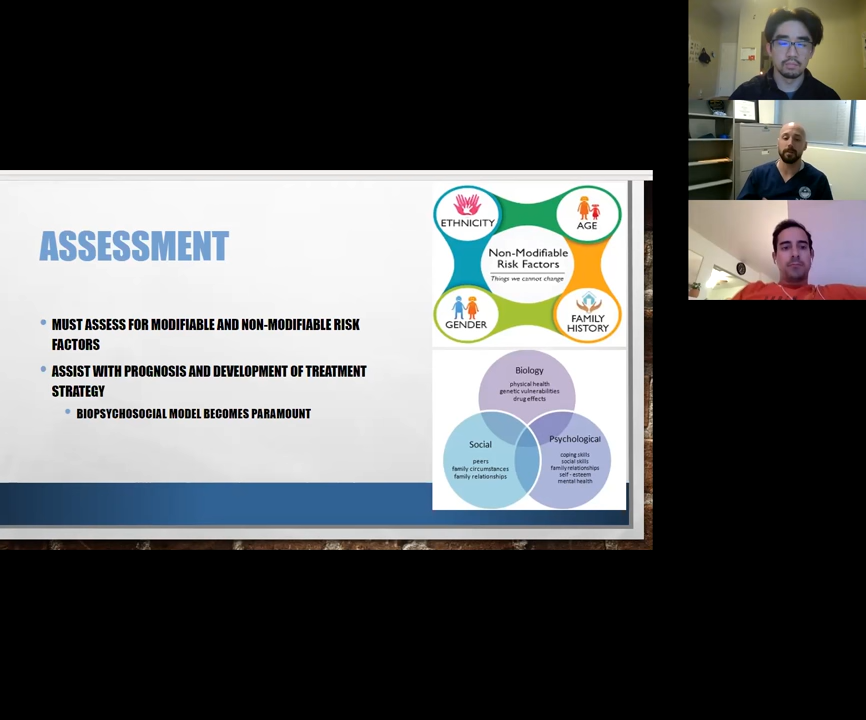 ASSESSMENT
MUST ASSESS FOR MODIFIABLE AND NON-MODIFIABLE RISK
FACTORS
ASSIST WITH PROGNOSIS AND DEVELOPMENT OF TREATMENT
STRATEGY
BIOPSYCHOSOCIAL MODEL BECOMES PARAMOUNT
ETHNICITY
AGE
Non-Modifiable
Risk Factors
Things we cannot change
GENDER
FAMILY
HISTORY
Biology
physical health
genetic vulnerabilities
drug effects
Social
peers
family circumstances
family relationships
Psychological
coping skills
social skills
family relationships
self - esteem
mental health